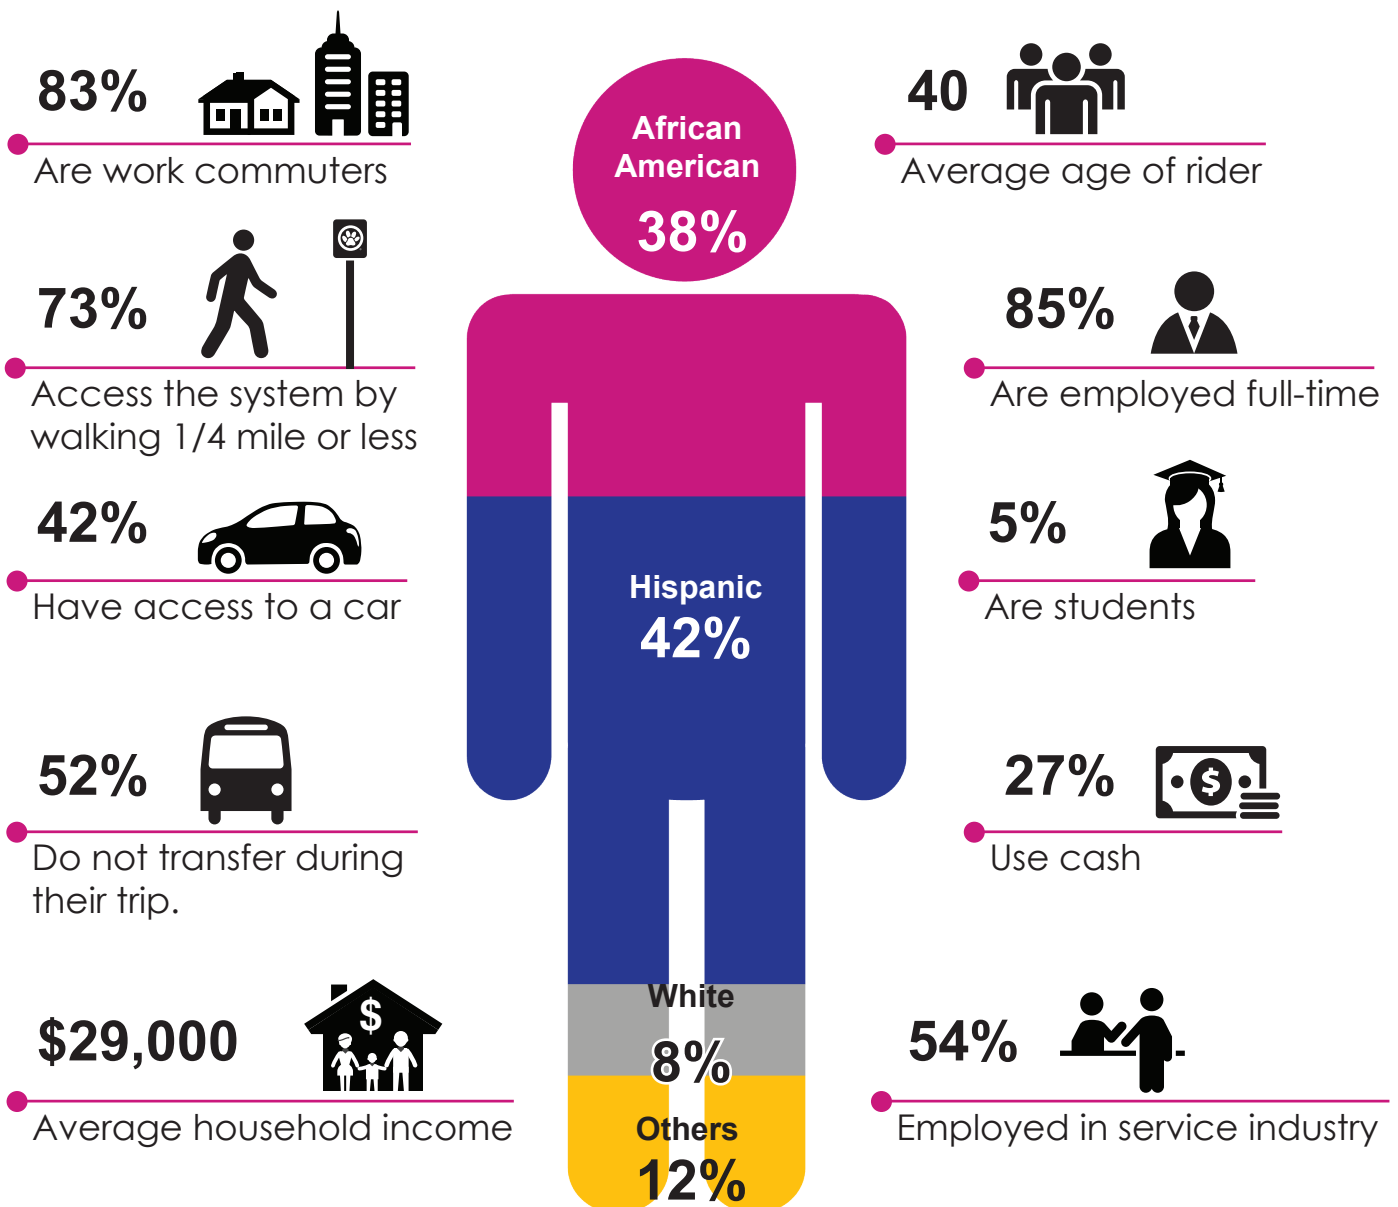 83%
Are work commuters
73%
Access the system by
walking 1/4 mile or less
42%
Have access to a car
52%
Do not transfer during
their trip.
$
$29,000
Average household income
African
American
38%
Hispanic
42%
White
8%
Others
12%
40
Average age of rider
85%
Are employed full-time
5%
Are students
$
27%
Use cash
54%
Employed in service industry